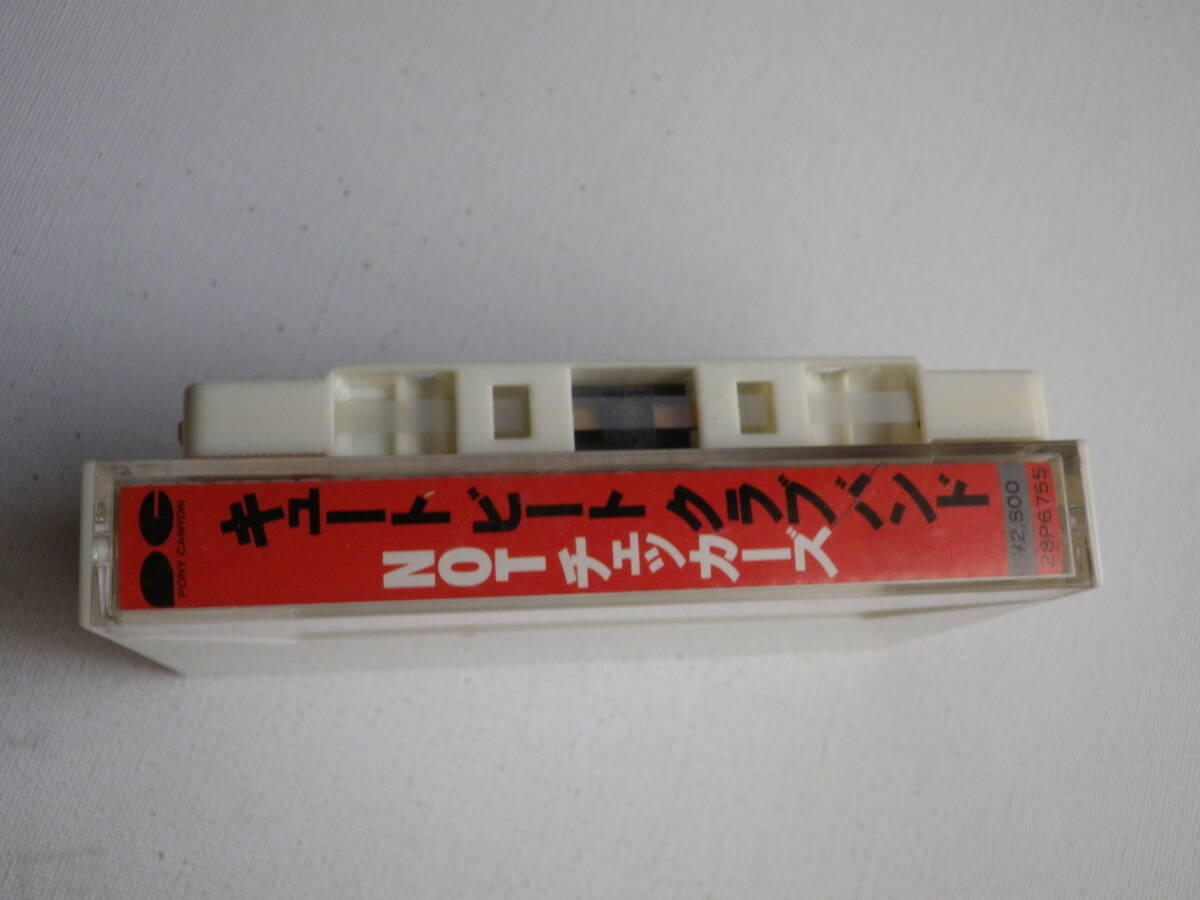 PONY CANYON
キュート ビート クラブ バンド
NOT チェッカーズ
¥2,800
28P6755